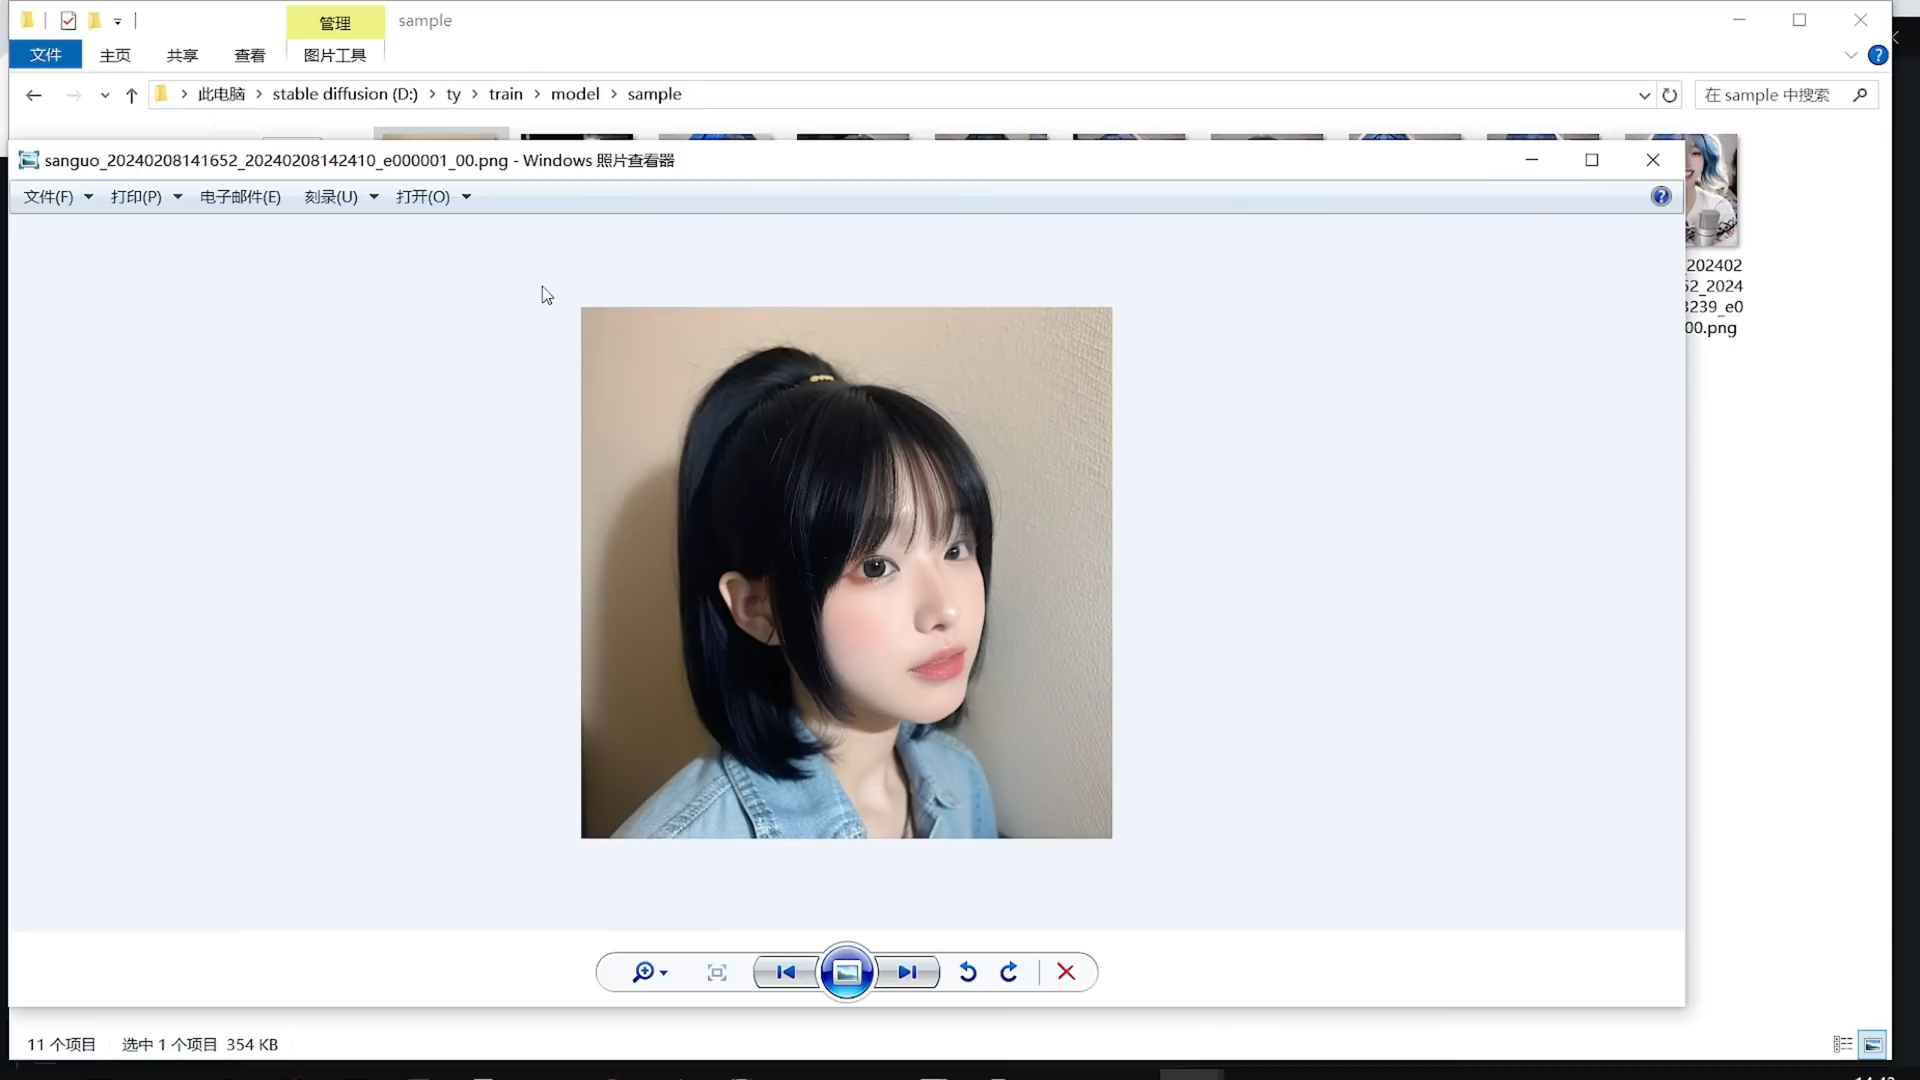 管理
sample
文件
主页
共享
查看
图片工具
此电脑 > stable diffusion (D:) > ty > train > model > sample
在 sample 中搜索
sanguo_20240208141652_20240208142410_e000001_00.png - Windows 照片查看器
文件(F)
打印(P)
电子邮件(E)
刻录(U)
打开(O)
_202402
52_2024
3239_e0
00.png
11 个项目
选中 1 个项目 354 KB